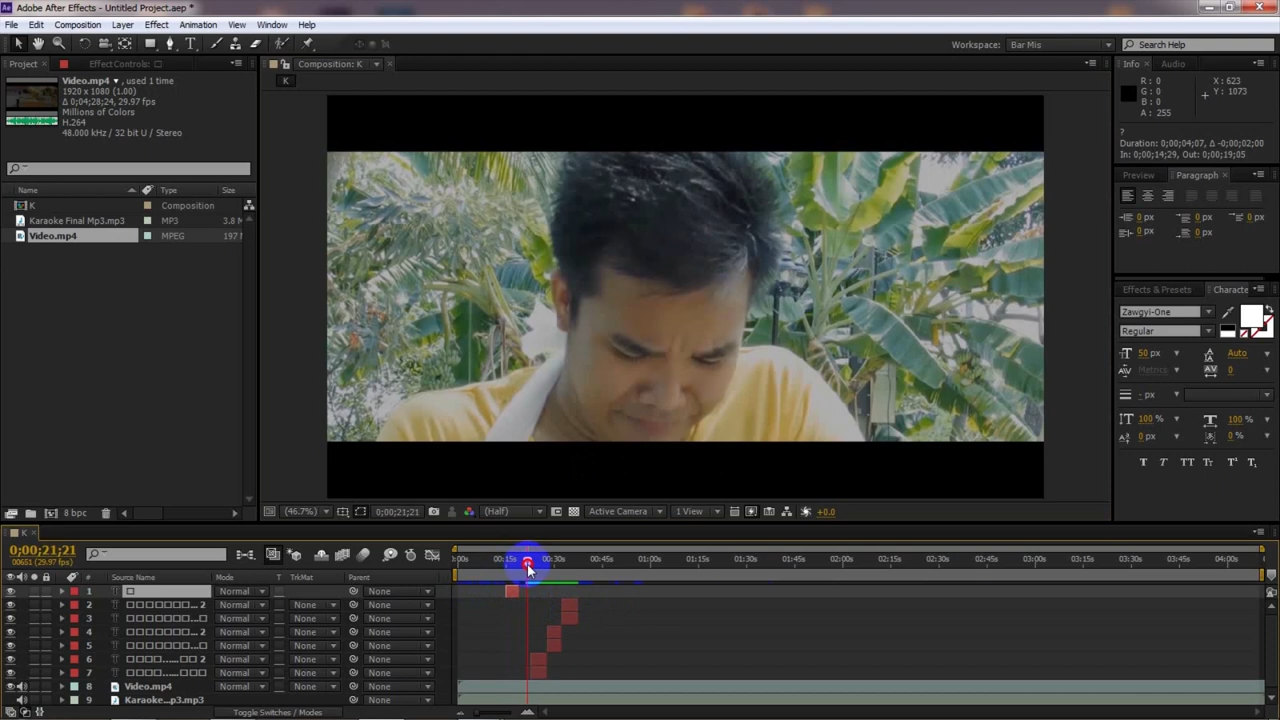 Adobe After Effects - Untitled Project.aep *
File Edit Composition Layer Effect Animation View Window Help
Workspace: Bar Mis Search Help
Project Effect Controls: Composition: K Info Audio
K
Video.mp4 , used 1 time
1920 x 1080 (1.00)
Δ 0;04;28;24, 29.97 fps
Millions of Colors
H.264
48.000 kHz / 32 bit U / Stereo
R: 0 X: 623
G: 0 Y: 1073
B: 0
A: 255
?
Duration: 0;00;04;07, Δ -0;00;02;00
In: 0;00;14;29, Out: 0;00;19;05
Preview Paragraph
0 px 0 px 0 px
0 px 0 px
Name Type Size
K Composition
Karaoke Final Mp3.mp3 MP3 3.8 M
Video.mp4 MPEG 197
Effects & Presets Characte
Zawgyi-One
Regular
50 px Auto
Metrics 0
- px
100 % 100 %
0 px 0 %
T T TT Tt T¹ T₁
8 bpc (46.7%) 0;00;21;21 (Half) Active Camera 1 View +0.0
K
0;00;21;21
00651 (29.97 fps)
:00s 00:15s 00:30s 00:45s 01:00s 01:15s 01:30s 01:45s 02:00s 02:15s 02:30s 02:45s 03:00s 03:15s 03:30s 03:45s 04:00s
# Source Name Mode T TrkMat Parent
1 Normal None
2 2 Normal None None
3 Normal None None
4 2 Normal None None
5 Normal None None
6 ...... 2 Normal None None
7 ...... Normal None None
8 Video.mp4 Normal None None
9 Karaoke...p3.mp3 None
Toggle Switches / Modes